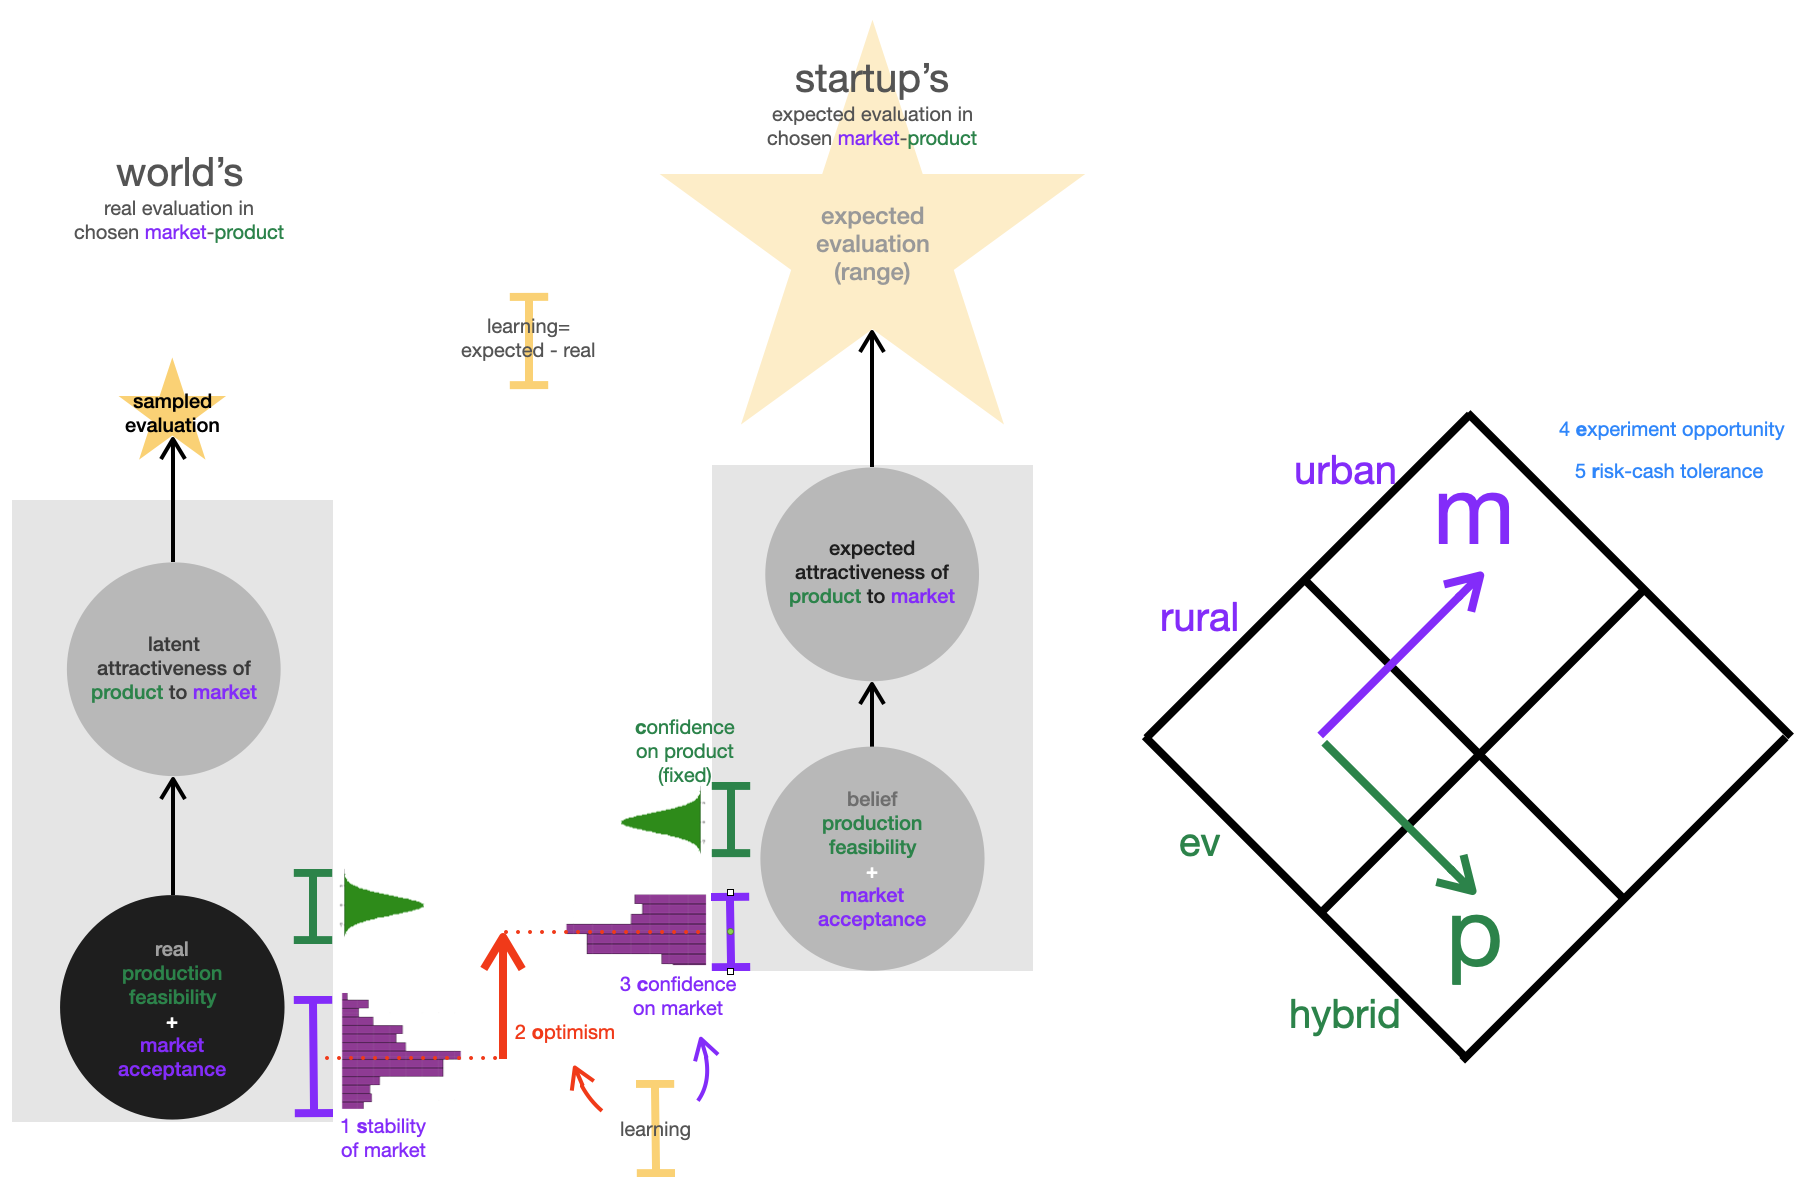 world's
real evaluation in
chosen market-product
sampled
evaluation
latent
attractiveness of
product to market
real
production
feasibility
+
market
acceptance
1 stability
of market
learning=
expected - real
2 optimism
learning
startup's
expected evaluation in
chosen market-product
expected
evaluation
(range)
expected
attractiveness of
product to market
confidence
on product
(fixed)
belief
production
feasibility
+
market
acceptance
3 confidence
on market
4 experiment opportunity
5 risk-cash tolerance
urban
m
rural
ev
p
hybrid